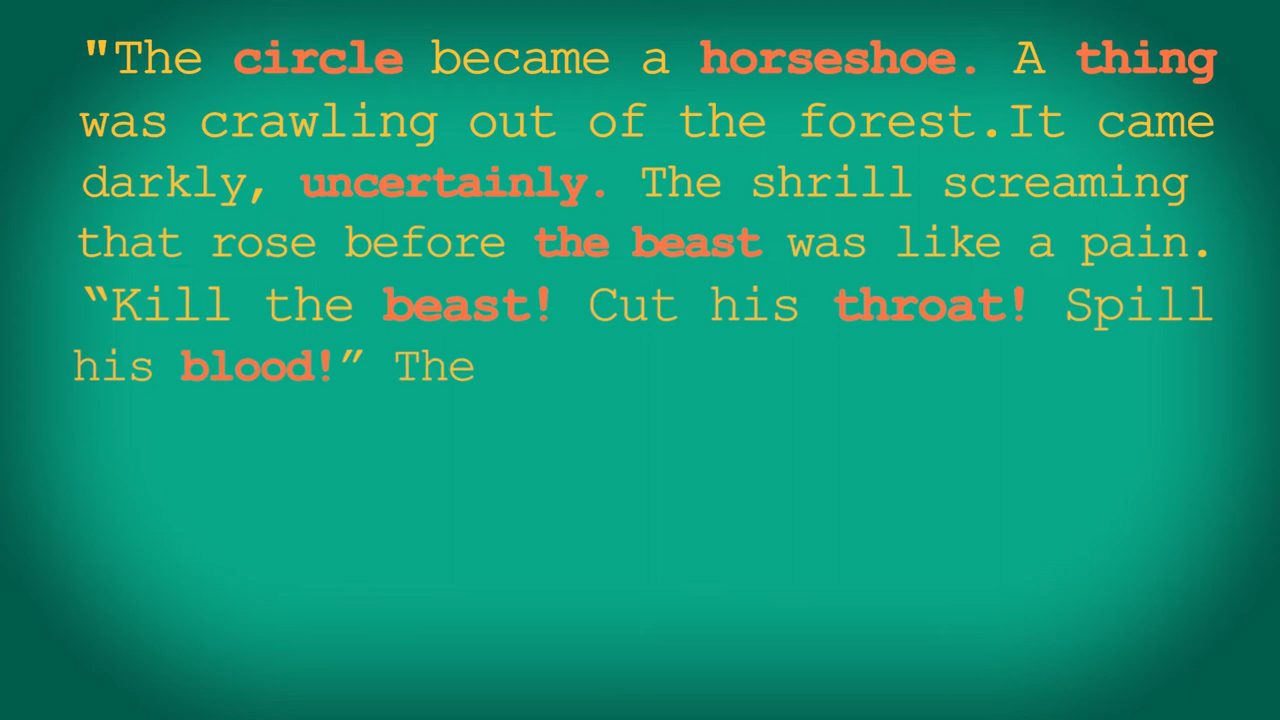 "The circle became a horseshoe. A thing
was crawling out of the forest.It came
darkly, uncertainly. The shrill screaming
that rose before the beast was like a pain.
“Kill the beast! Cut his throat! Spill
his blood!” The